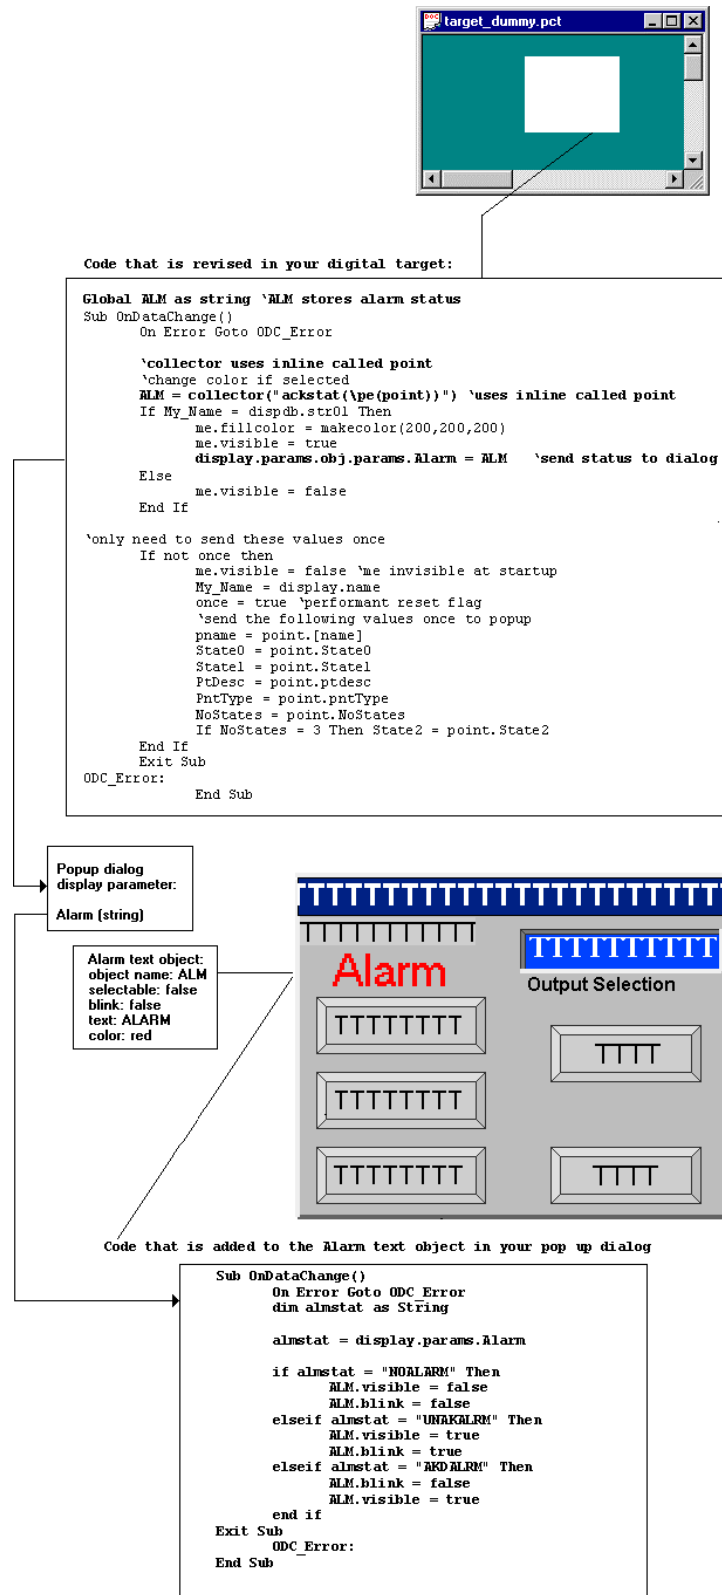 target_dummy.pct
Code that is revised in your digital target:
Global ALM as string `ALM stores alarm status
Sub OnDataChange()
On Error Goto ODC_Error
`collector uses inline called point
`change color if selected
ALM = collector("ackstat(\pe(point))") `uses inline called point
If My_Name = dispdb.str01 Then
me.fillcolor = makecolor(200,200,200)
me.visible = true
display.params.obj.params.Alarm = ALM `send status to dialog
Else
me.visible = false
End If
`only need to send these values once
If not once then
me.visible = false `me invisible at startup
My_Name = display.name
once = true `performant reset flag
`send the following values once to popup
pname = point.[name]
State0 = point.State0
State1 = point.State1
PtDesc = point.ptdesc
PntType = point.pntType
NoStates = point.NoStates
If NoStates = 3 Then State2 = point.State2
End If
Exit Sub
ODC_Error:
End Sub
Popup dialog
display parameter:
Alarm (string)
Alarm text object:
object name: ALM
selectable: false
blink: false
text: ALARM
color: red
TTTTTTTTTTTTTTTTTTTTTTTT
TTTTTTTTTTTT
TTTTTTTTTT
Alarm
Output Selection
TTTTTTTT
TTTT
TTTTTTTT
TTTTTTTT
TTTT
Code that is added to the Alarm text object in your pop up dialog
Sub OnDataChange()
On Error Goto ODC_Error
dim almstat as String
almstat = display.params.Alarm
if almstat = "NOALARM" Then
ALM.visible = false
ALM.blink = false
elseif almstat = "UNAKALRM" Then
ALM.visible = true
ALM.blink = true
elseif almstat = "AKDALRM" Then
ALM.blink = false
ALM.visible = true
end if
Exit Sub
ODC_Error:
End Sub